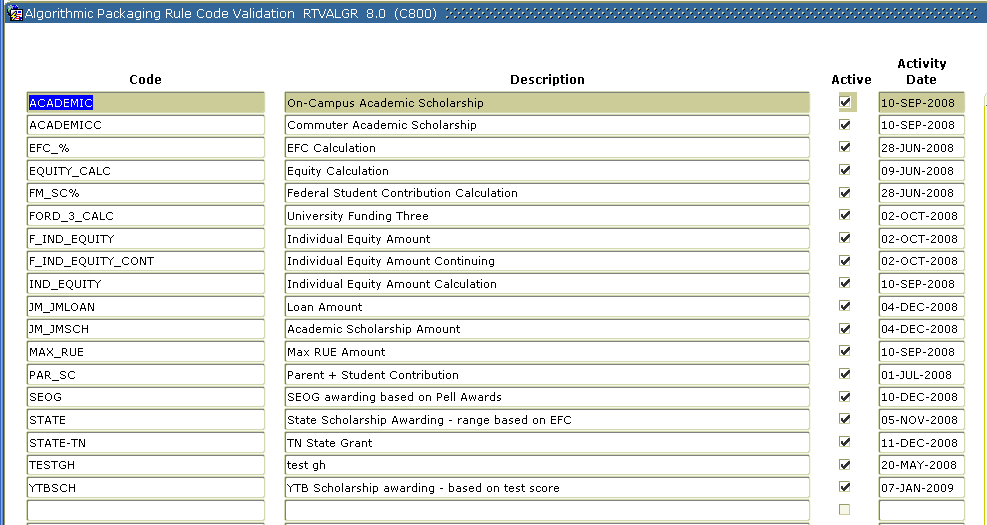 Algorithmic Packaging Rule Code Validation RTVALGR 8.0 (C800)
Code Description Active Activity Date
ACADEMIC On-Campus Academic Scholarship 10-SEP-2008
ACADEMICC Commuter Academic Scholarship 10-SEP-2008
EFC_% EFC Calculation 28-JUN-2008
EQUITY_CALC Equity Calculation 09-JUN-2008
FM_SC% Federal Student Contribution Calculation 28-JUN-2008
FORD_3_CALC University Funding Three 02-OCT-2008
F_IND_EQUITY Individual Equity Amount 02-OCT-2008
F_IND_EQUITY_CONT Individual Equity Amount Continuing 02-OCT-2008
IND_EQUITY Individual Equity Amount Calculation 10-SEP-2008
JM_JMLOAN Loan Amount 04-DEC-2008
JM_JMSCH Academic Scholarship Amount 04-DEC-2008
MAX_RUE Max RUE Amount 10-SEP-2008
PAR_SC Parent + Student Contribution 01-JUL-2008
SEOG SEOG awarding based on Pell Awards 10-DEC-2008
STATE State Scholarship Awarding - range based on EFC 05-NOV-2008
STATE-TN TN State Grant 11-DEC-2008
TESTGH test gh 20-MAY-2008
YTBSCH YTB Scholarship awarding - based on test score 07-JAN-2009